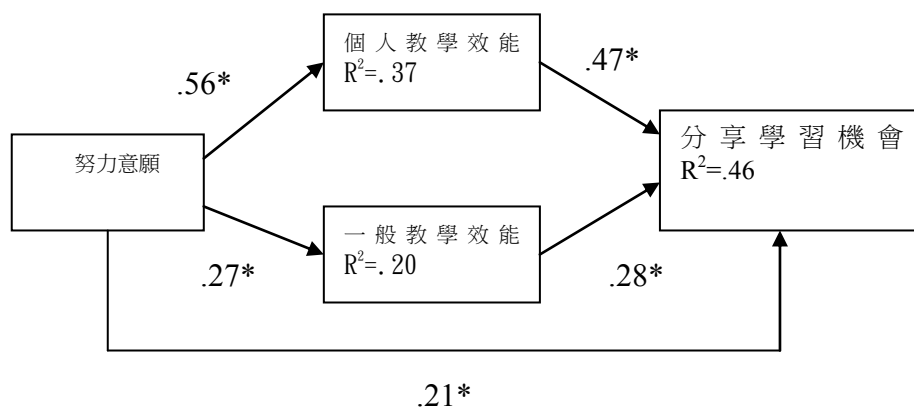 個人教學效能
R²=.37
.56*
.47*
努力意願
分享學習機會
R²=.46
一般教學效能
R²=.20
.27*
.28*
.21*